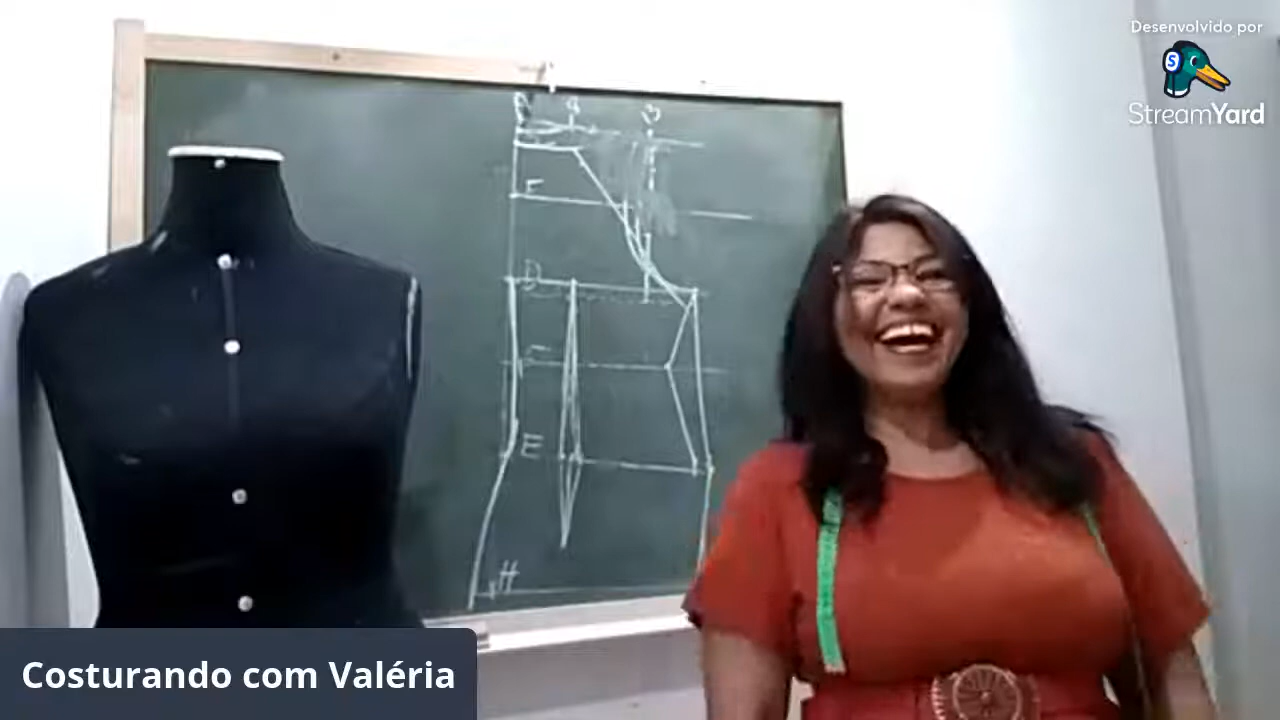 Desenvolvido por
StreamYard
F
D
C
E
H
Costurando com Valéria